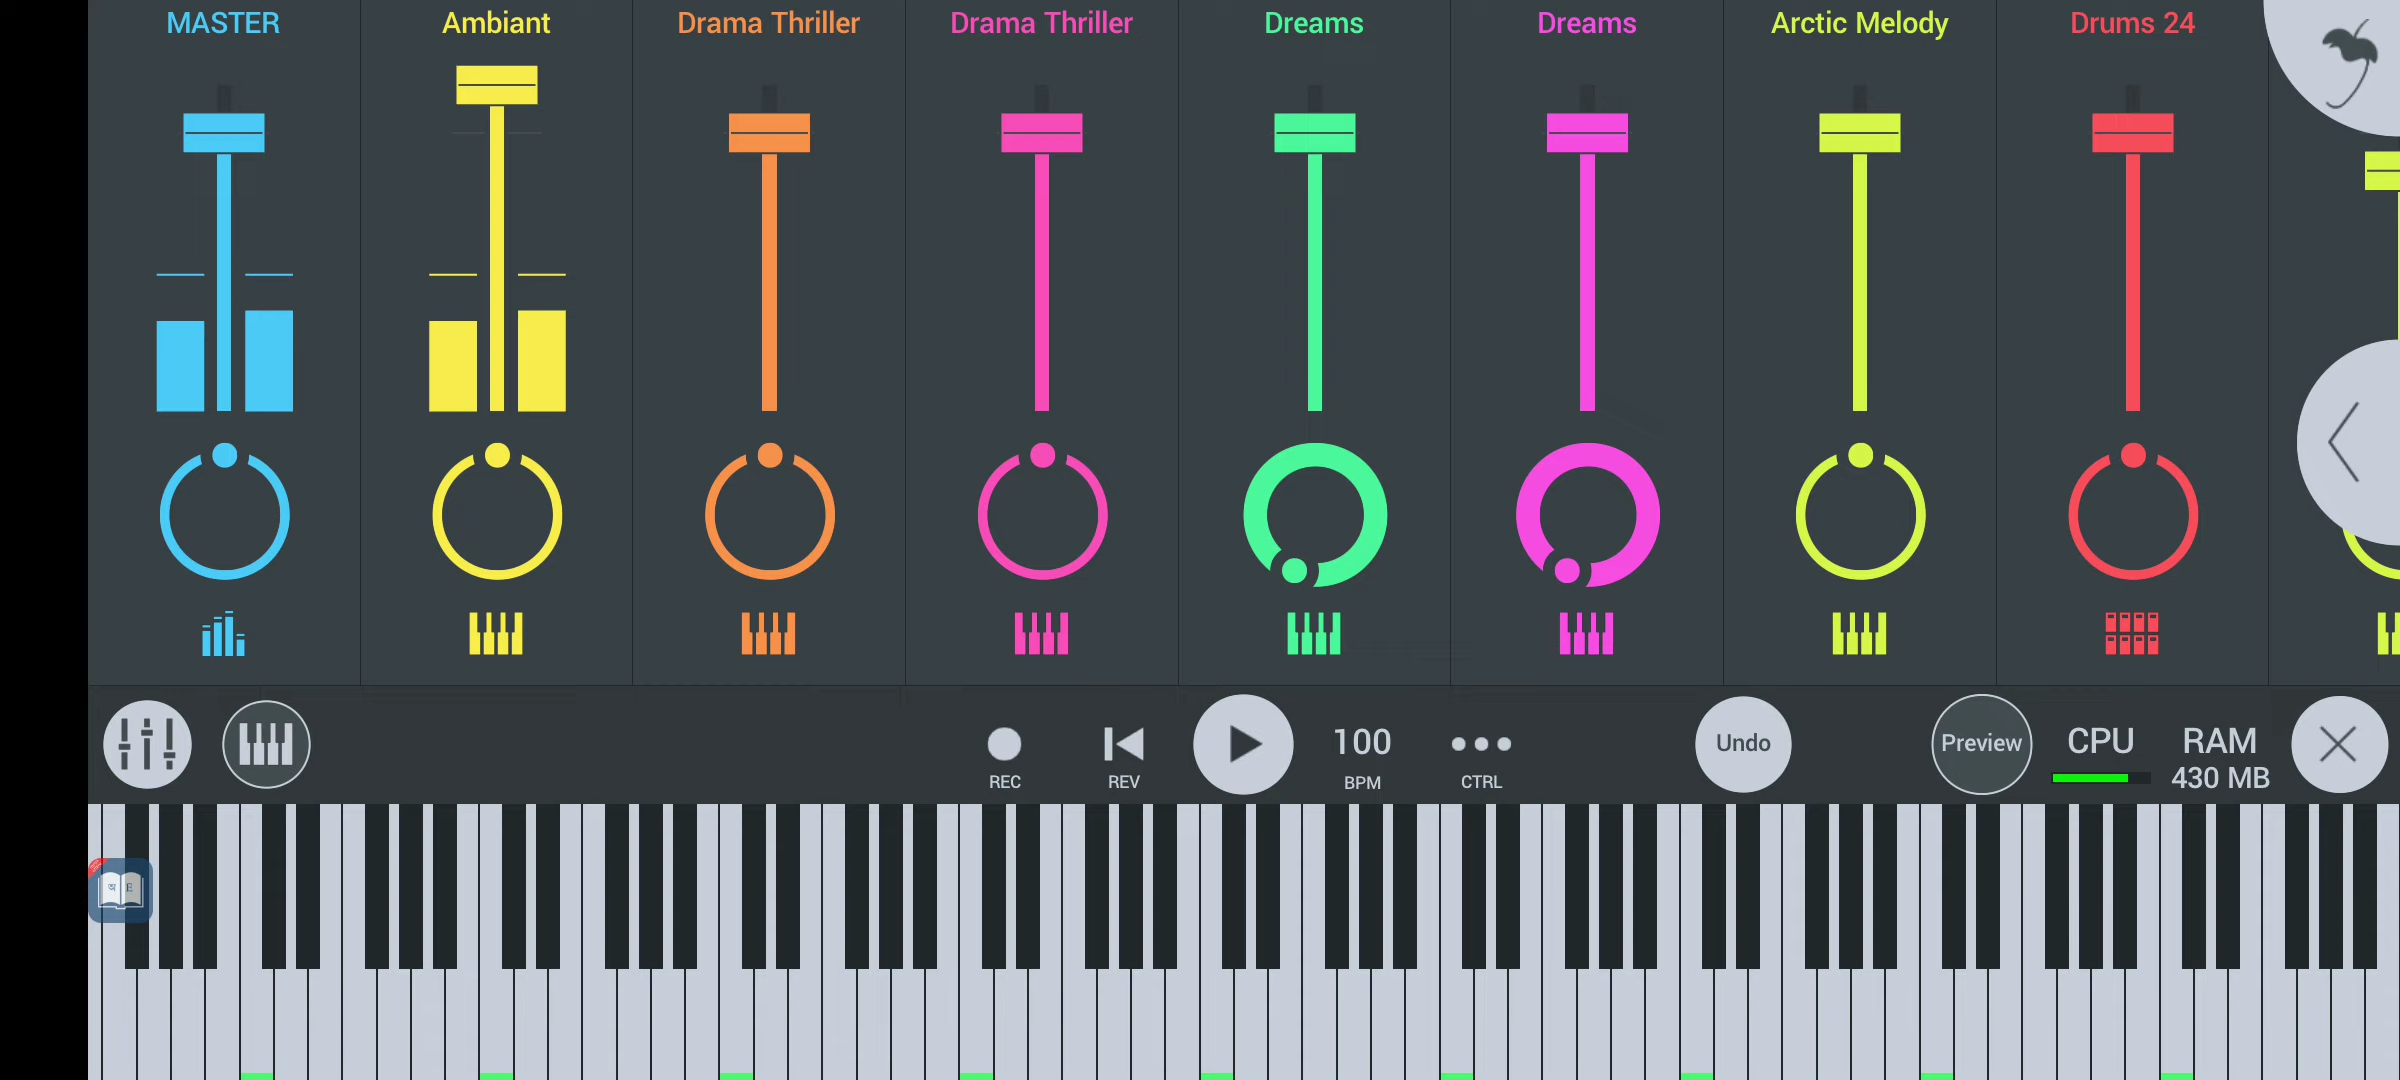 MASTER
Ambiant
Drama Thriller
Drama Thriller
Dreams
Dreams
Arctic Melody
Drums 24
REC
REV
100
BPM
CTRL
Undo
Preview
CPU
RAM
430 MB
অ E